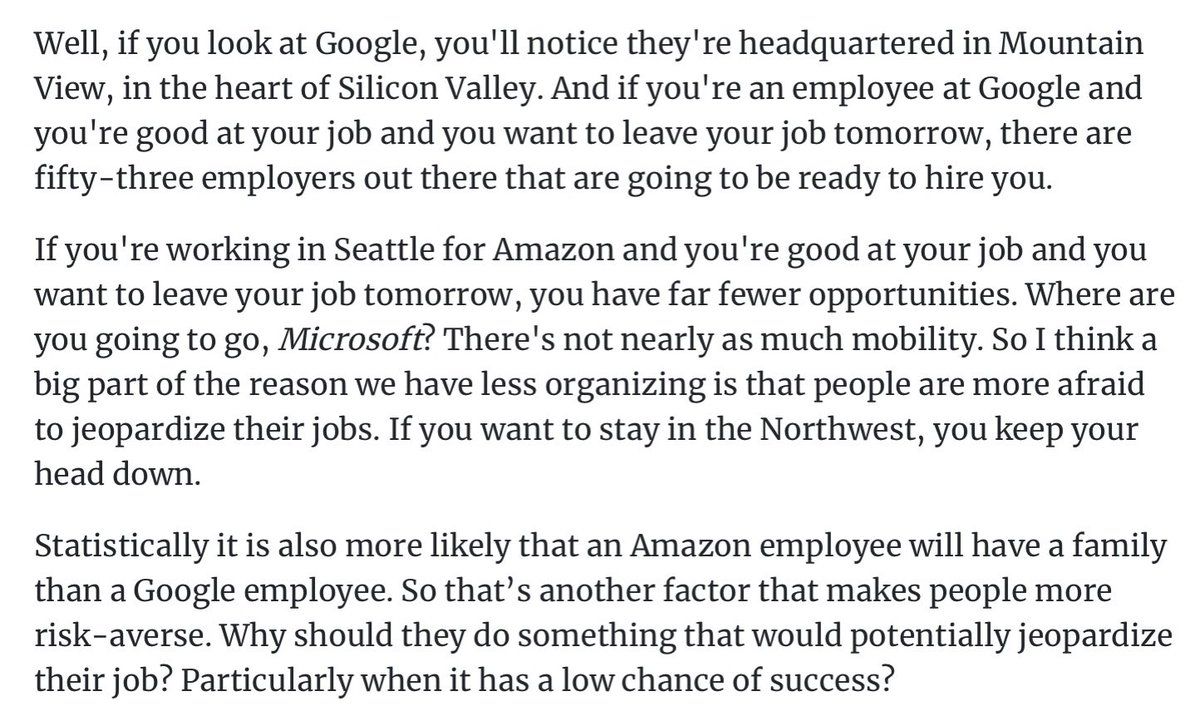 Well, if you look at Google, you'll notice they're headquartered in Mountain
View, in the heart of Silicon Valley. And if you're an employee at Google and
you're good at your job and you want to leave your job tomorrow, there are
fifty-three employers out there that are going to be ready to hire you.
If you're working in Seattle for Amazon and you're good at your job and you
want to leave your job tomorrow, you have far fewer opportunities. Where are
you going to go, Microsoft? There's not nearly as much mobility. So I think a
big part of the reason we have less organizing is that people are more afraid
to jeopardize their jobs. If you want to stay in the Northwest, you keep your
head down.
Statistically it is also more likely that an Amazon employee will have a family
than a Google employee. So that’s another factor that makes people more
risk-averse. Why should they do something that would potentially jeopardize
their job? Particularly when it has a low chance of success?